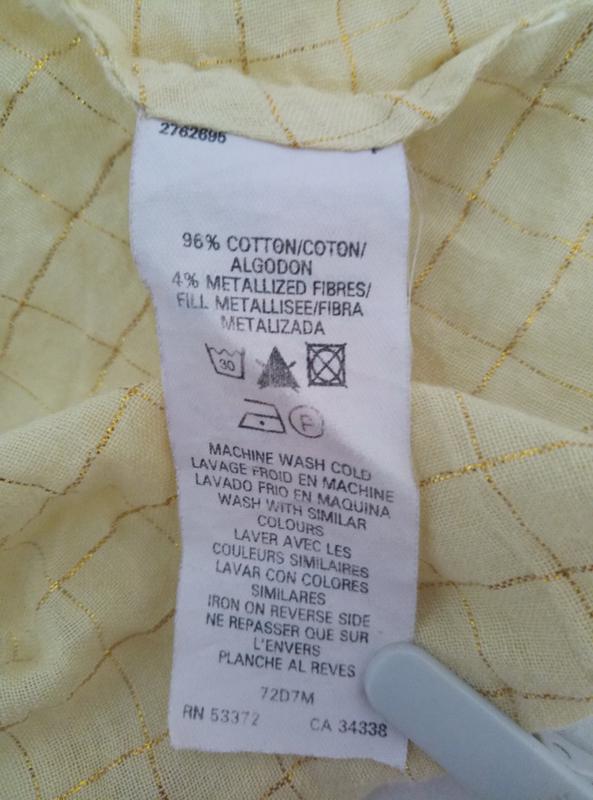 2762695
96% COTTON/COTON/
ALGODON
4% METALLIZED FIBRES/
FILL METALLISEE/FIBRA
METALIZADA
30
P
MACHINE WASH COLD
LAVAGE FROID EN MACHINE
LAVADO FRIO EN MAQUINA
WASH WITH SIMILAR
COLOURS
LAVER AVEC LES
COULEURS SIMILAIRES
LAVAR CON COLORES
SIMILARES
IRON ON REVERSE SIDE
NE REPASSER QUE SUR
L'ENVERS
PLANCHE AL REVES
72D7M
RN 53372 CA 34338